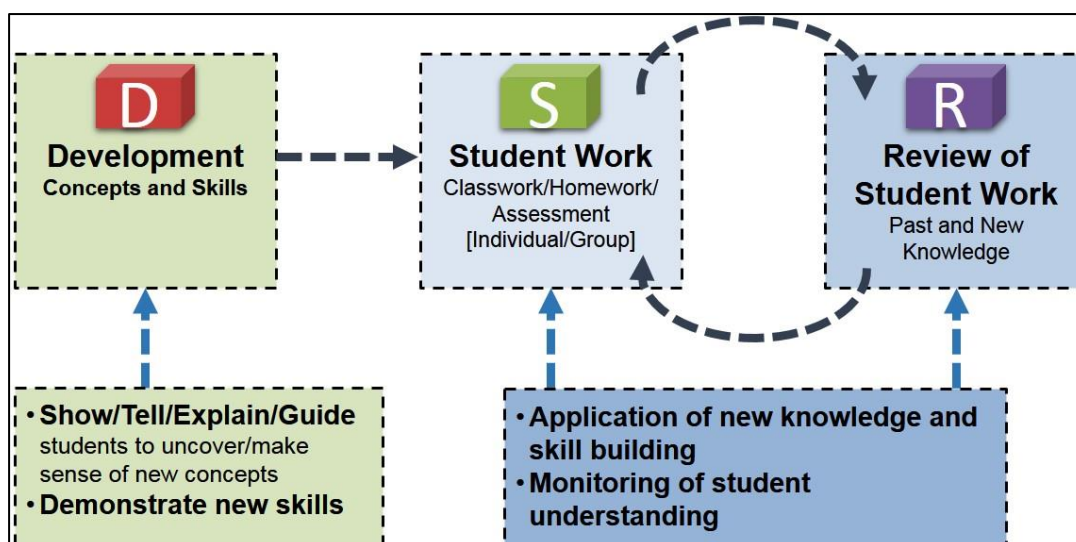 D
Development
Concepts and Skills
S
Student Work
Classwork/Homework/
Assessment
[Individual/Group]
R
Review of
Student Work
Past and New
Knowledge
• Show/Tell/Explain/Guide
students to uncover/make
sense of new concepts
• Demonstrate new skills
• Application of new knowledge and
skill building
• Monitoring of student
understanding